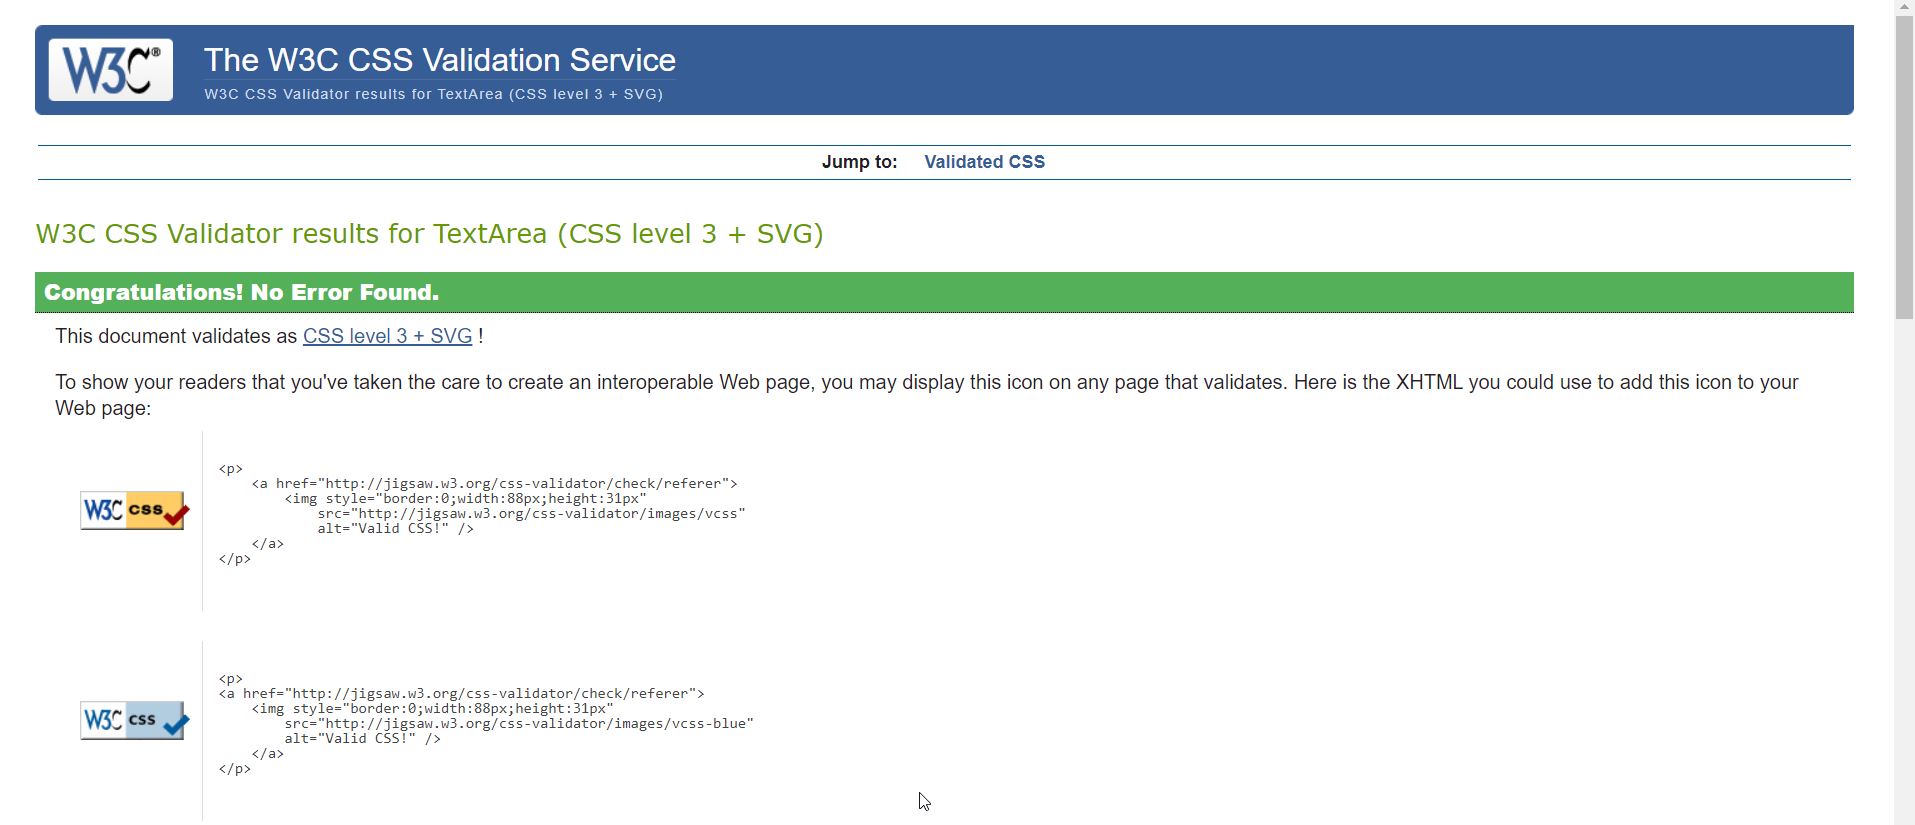 W3C®
The W3C CSS Validation Service
W3C CSS Validator results for TextArea (CSS level 3 + SVG)
Jump to: Validated CSS
W3C CSS Validator results for TextArea (CSS level 3 + SVG)
Congratulations! No Error Found.
This document validates as CSS level 3 + SVG !
To show your readers that you've taken the care to create an interoperable Web page, you may display this icon on any page that validates. Here is the XHTML you could use to add this icon to your
Web page:
W3C css
<p>
    <a href="http://jigsaw.w3.org/css-validator/check/referer">
        <img style="border:0;width:88px;height:31px"
            src="http://jigsaw.w3.org/css-validator/images/vcss"
            alt="Valid CSS!" />
    </a>
</p>
W3C css
<p>
<a href="http://jigsaw.w3.org/css-validator/check/referer">
    <img style="border:0;width:88px;height:31px"
        src="http://jigsaw.w3.org/css-validator/images/vcss-blue"
        alt="Valid CSS!" />
    </a>
</p>